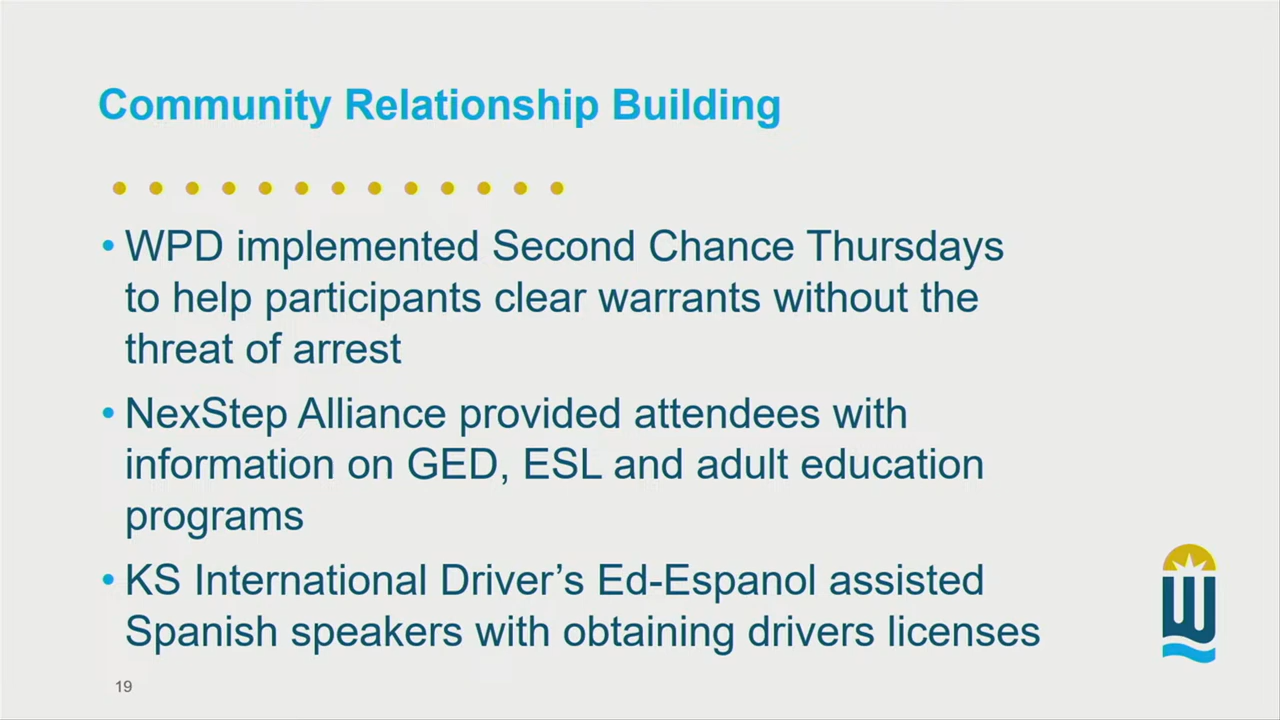 Community Relationship Building
• WPD implemented Second Chance Thursdays
to help participants clear warrants without the
threat of arrest
• NexStep Alliance provided attendees with
information on GED, ESL and adult education
programs
• KS International Driver’s Ed-Espanol assisted
Spanish speakers with obtaining drivers licenses
W
19